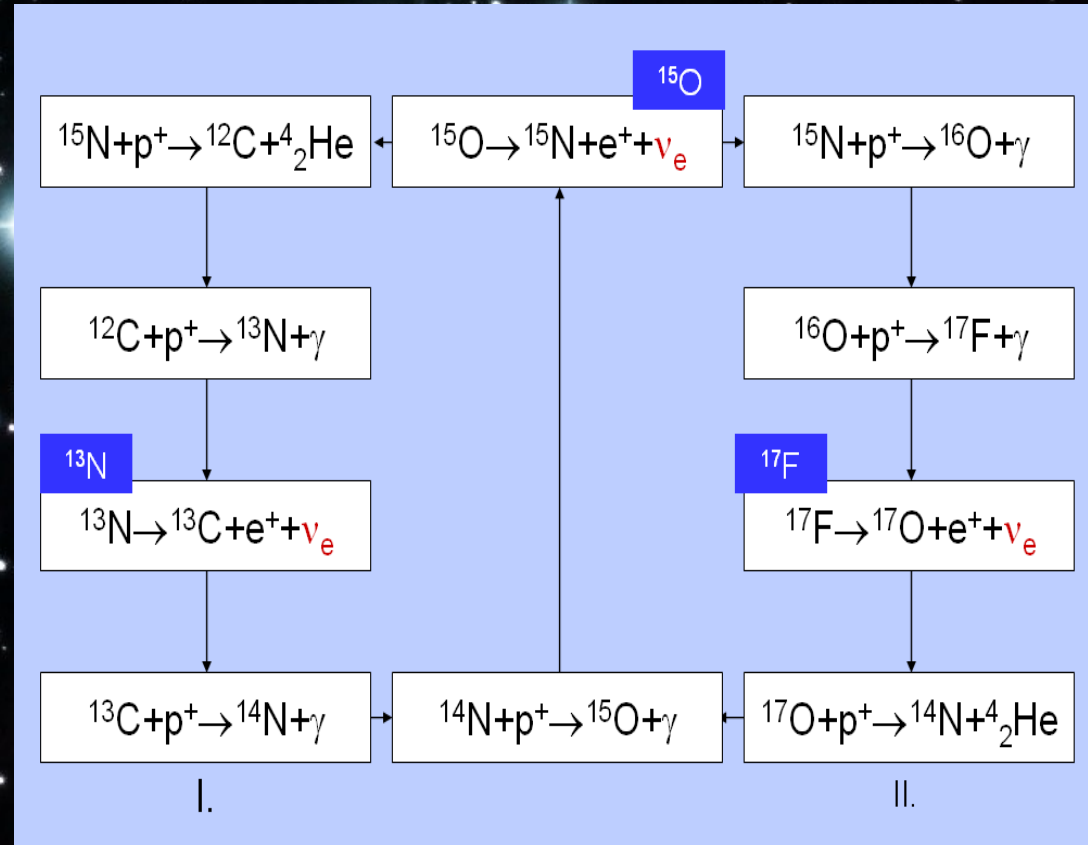 ¹⁵O
¹⁵N+p⁺→¹²C+⁴₂He
¹⁵O→¹⁵N+e⁺+νₑ
¹⁵N+p⁺→¹⁶O+γ
¹²C+p⁺→¹³N+γ
¹⁶O+p⁺→¹⁷F+γ
¹³N
¹⁷F
¹³N→¹³C+e⁺+νₑ
¹⁷F→¹⁷O+e⁺+νₑ
¹³C+p⁺→¹⁴N+γ
¹⁴N+p⁺→¹⁵O+γ
¹⁷O+p⁺→¹⁴N+⁴₂He
I.
II.